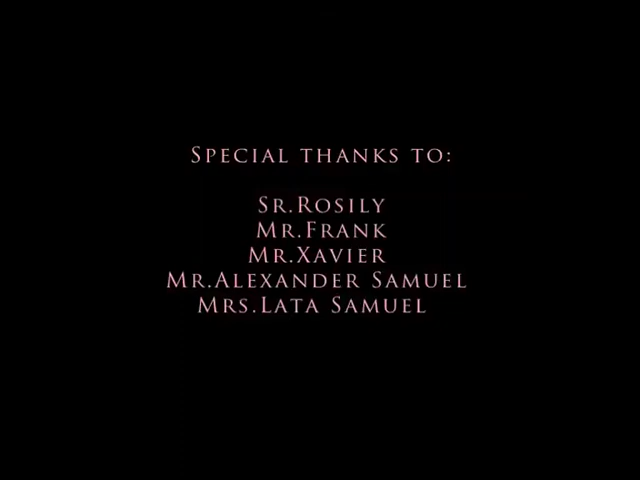 Special thanks to:
Sr.Rosily
Mr.Frank
Mr.Xavier
Mr.Alexander Samuel
Mrs.Lata Samuel